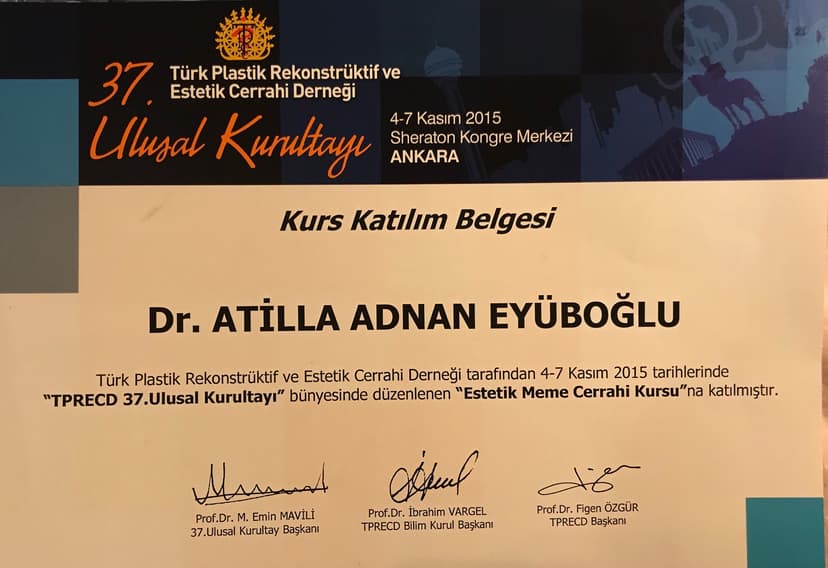 37. Türk Plastik Rekonstrüktif ve
Estetik Cerrahi Derneği
Ulusal Kurultayı
4-7 Kasım 2015
Sheraton Kongre Merkezi
ANKARA
Kurs Katılım Belgesi
Dr. ATİLLA ADNAN EYÜBOĞLU
Türk Plastik Rekonstrüktif ve Estetik Cerrahi Derneği tarafından 4-7 Kasım 2015 tarihlerinde
“TPRECD 37.Ulusal Kurultayı” bünyesinde düzenlenen “Estetik Meme Cerrahi Kursu”na katılmıştır.
Prof.Dr. M. Emin MAVİLİ
37.Ulusal Kurultay Başkanı
Prof.Dr. İbrahim VARGEL
TPRECD Bilim Kurul Başkanı
Prof.Dr. Figen ÖZGÜR
TPRECD Başkanı